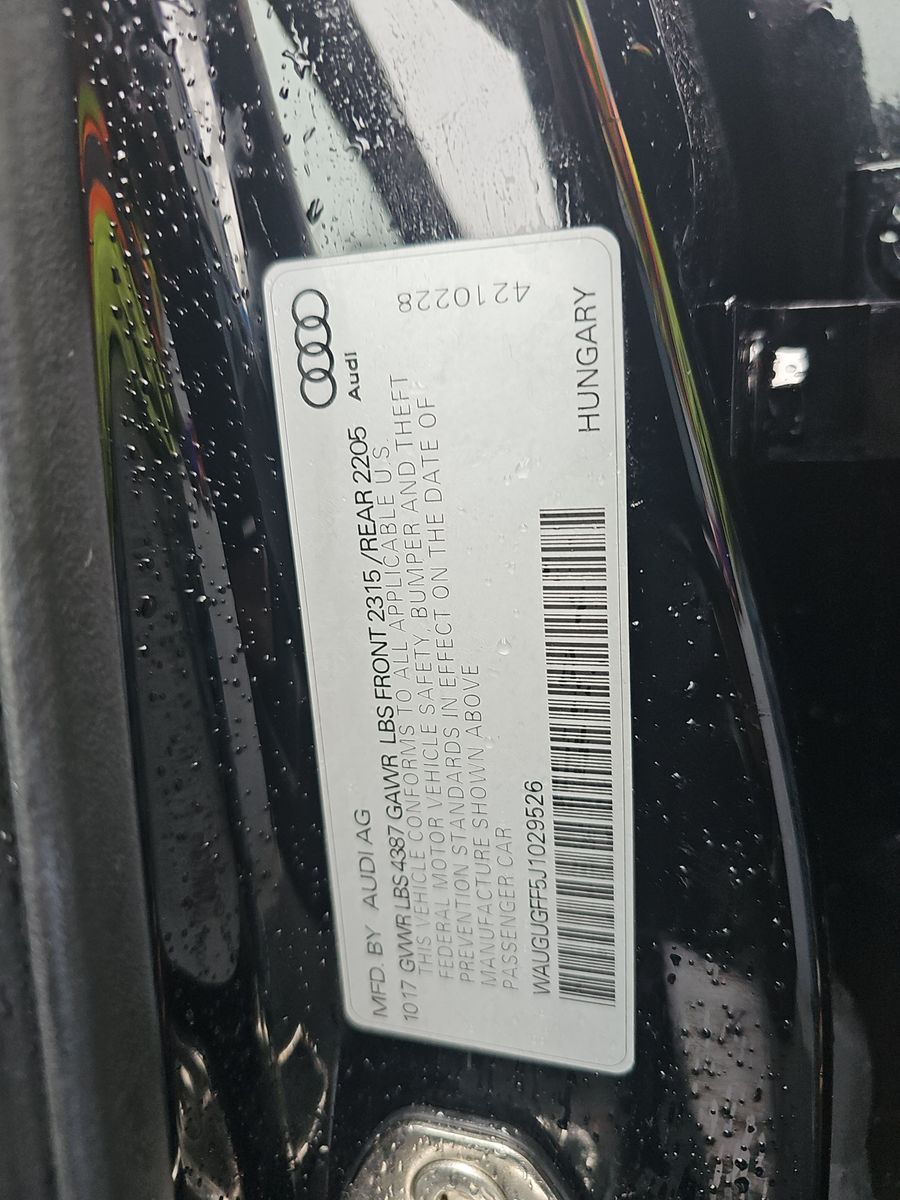 Audi
MFD. BY AUDI AG
1017 GVWR LBS 4387 GAWR LBS FRONT 2315 /REAR 2205
THIS VEHICLE CONFORMS TO ALL APPLICABLE U.S.
FEDERAL MOTOR VEHICLE SAFETY, BUMPER AND THEFT
PREVENTION STANDARDS IN EFFECT ON THE DATE OF
MANUFACTURE SHOWN ABOVE
PASSENGER CAR
WAUGUGFF5J1029526
HUNGARY
4210228